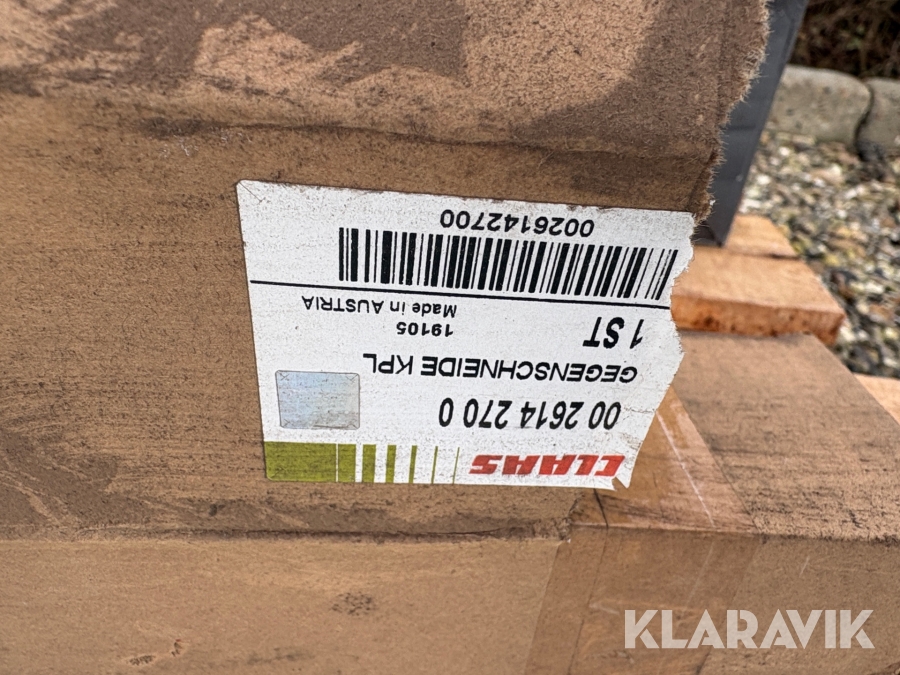 CLAAS
00 2614 270 0
GEGENSCHNEIDE KPL
1 ST
19105
Made in AUSTRIA
0026142700
KLARAVIK